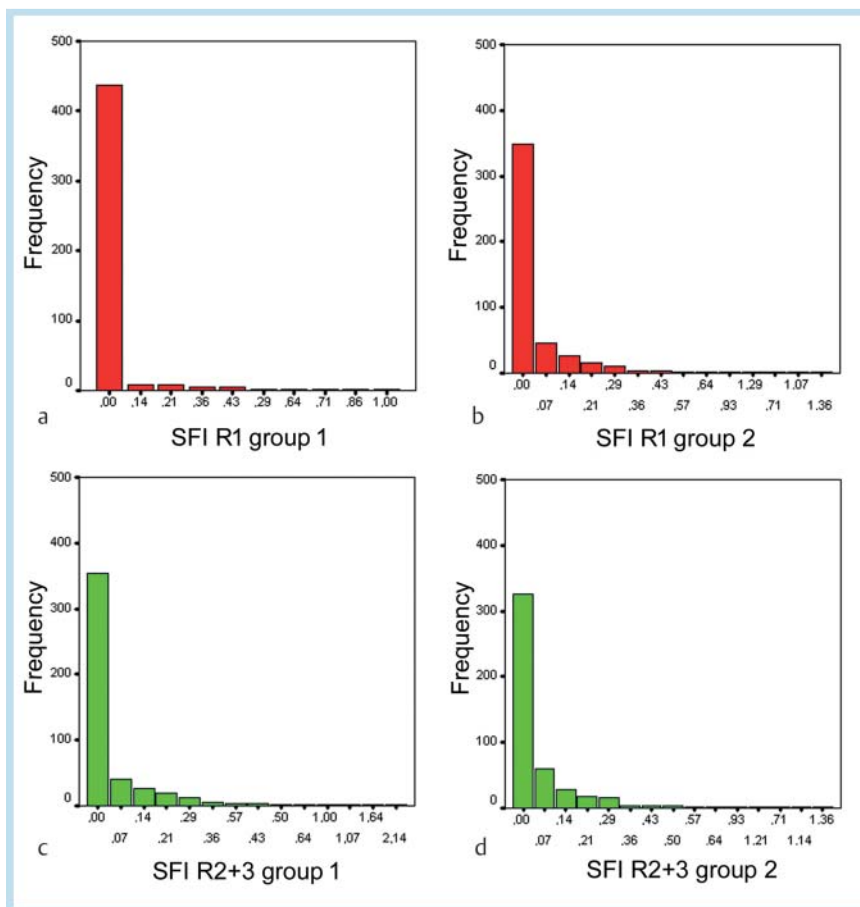 500
400
300
200
100
0
Frequency
,00 ,14 ,21 ,36 ,43 ,29 ,64 ,71 ,86 1,00
a
SFI R1 group 1
500
400
300
200
100
0
Frequency
,00 ,14 ,29 ,43 ,64 1,29 1,07
,07 ,21 ,36 ,57 ,93 ,71 1,36
b
SFI R1 group 2
500
400
300
200
100
0
Frequency
,00 ,14 ,29 ,57 ,50 1,00 1,64
,07 ,21 ,36 ,43 ,64 1,07 2,14
c
SFI R2+3 group 1
500
400
300
200
100
0
Frequency
,00 ,14 ,29 ,43 ,57 ,93 ,71 1,36
,07 ,21 ,36 ,50 ,64 1,21 1,14
d
SFI R2+3 group 2